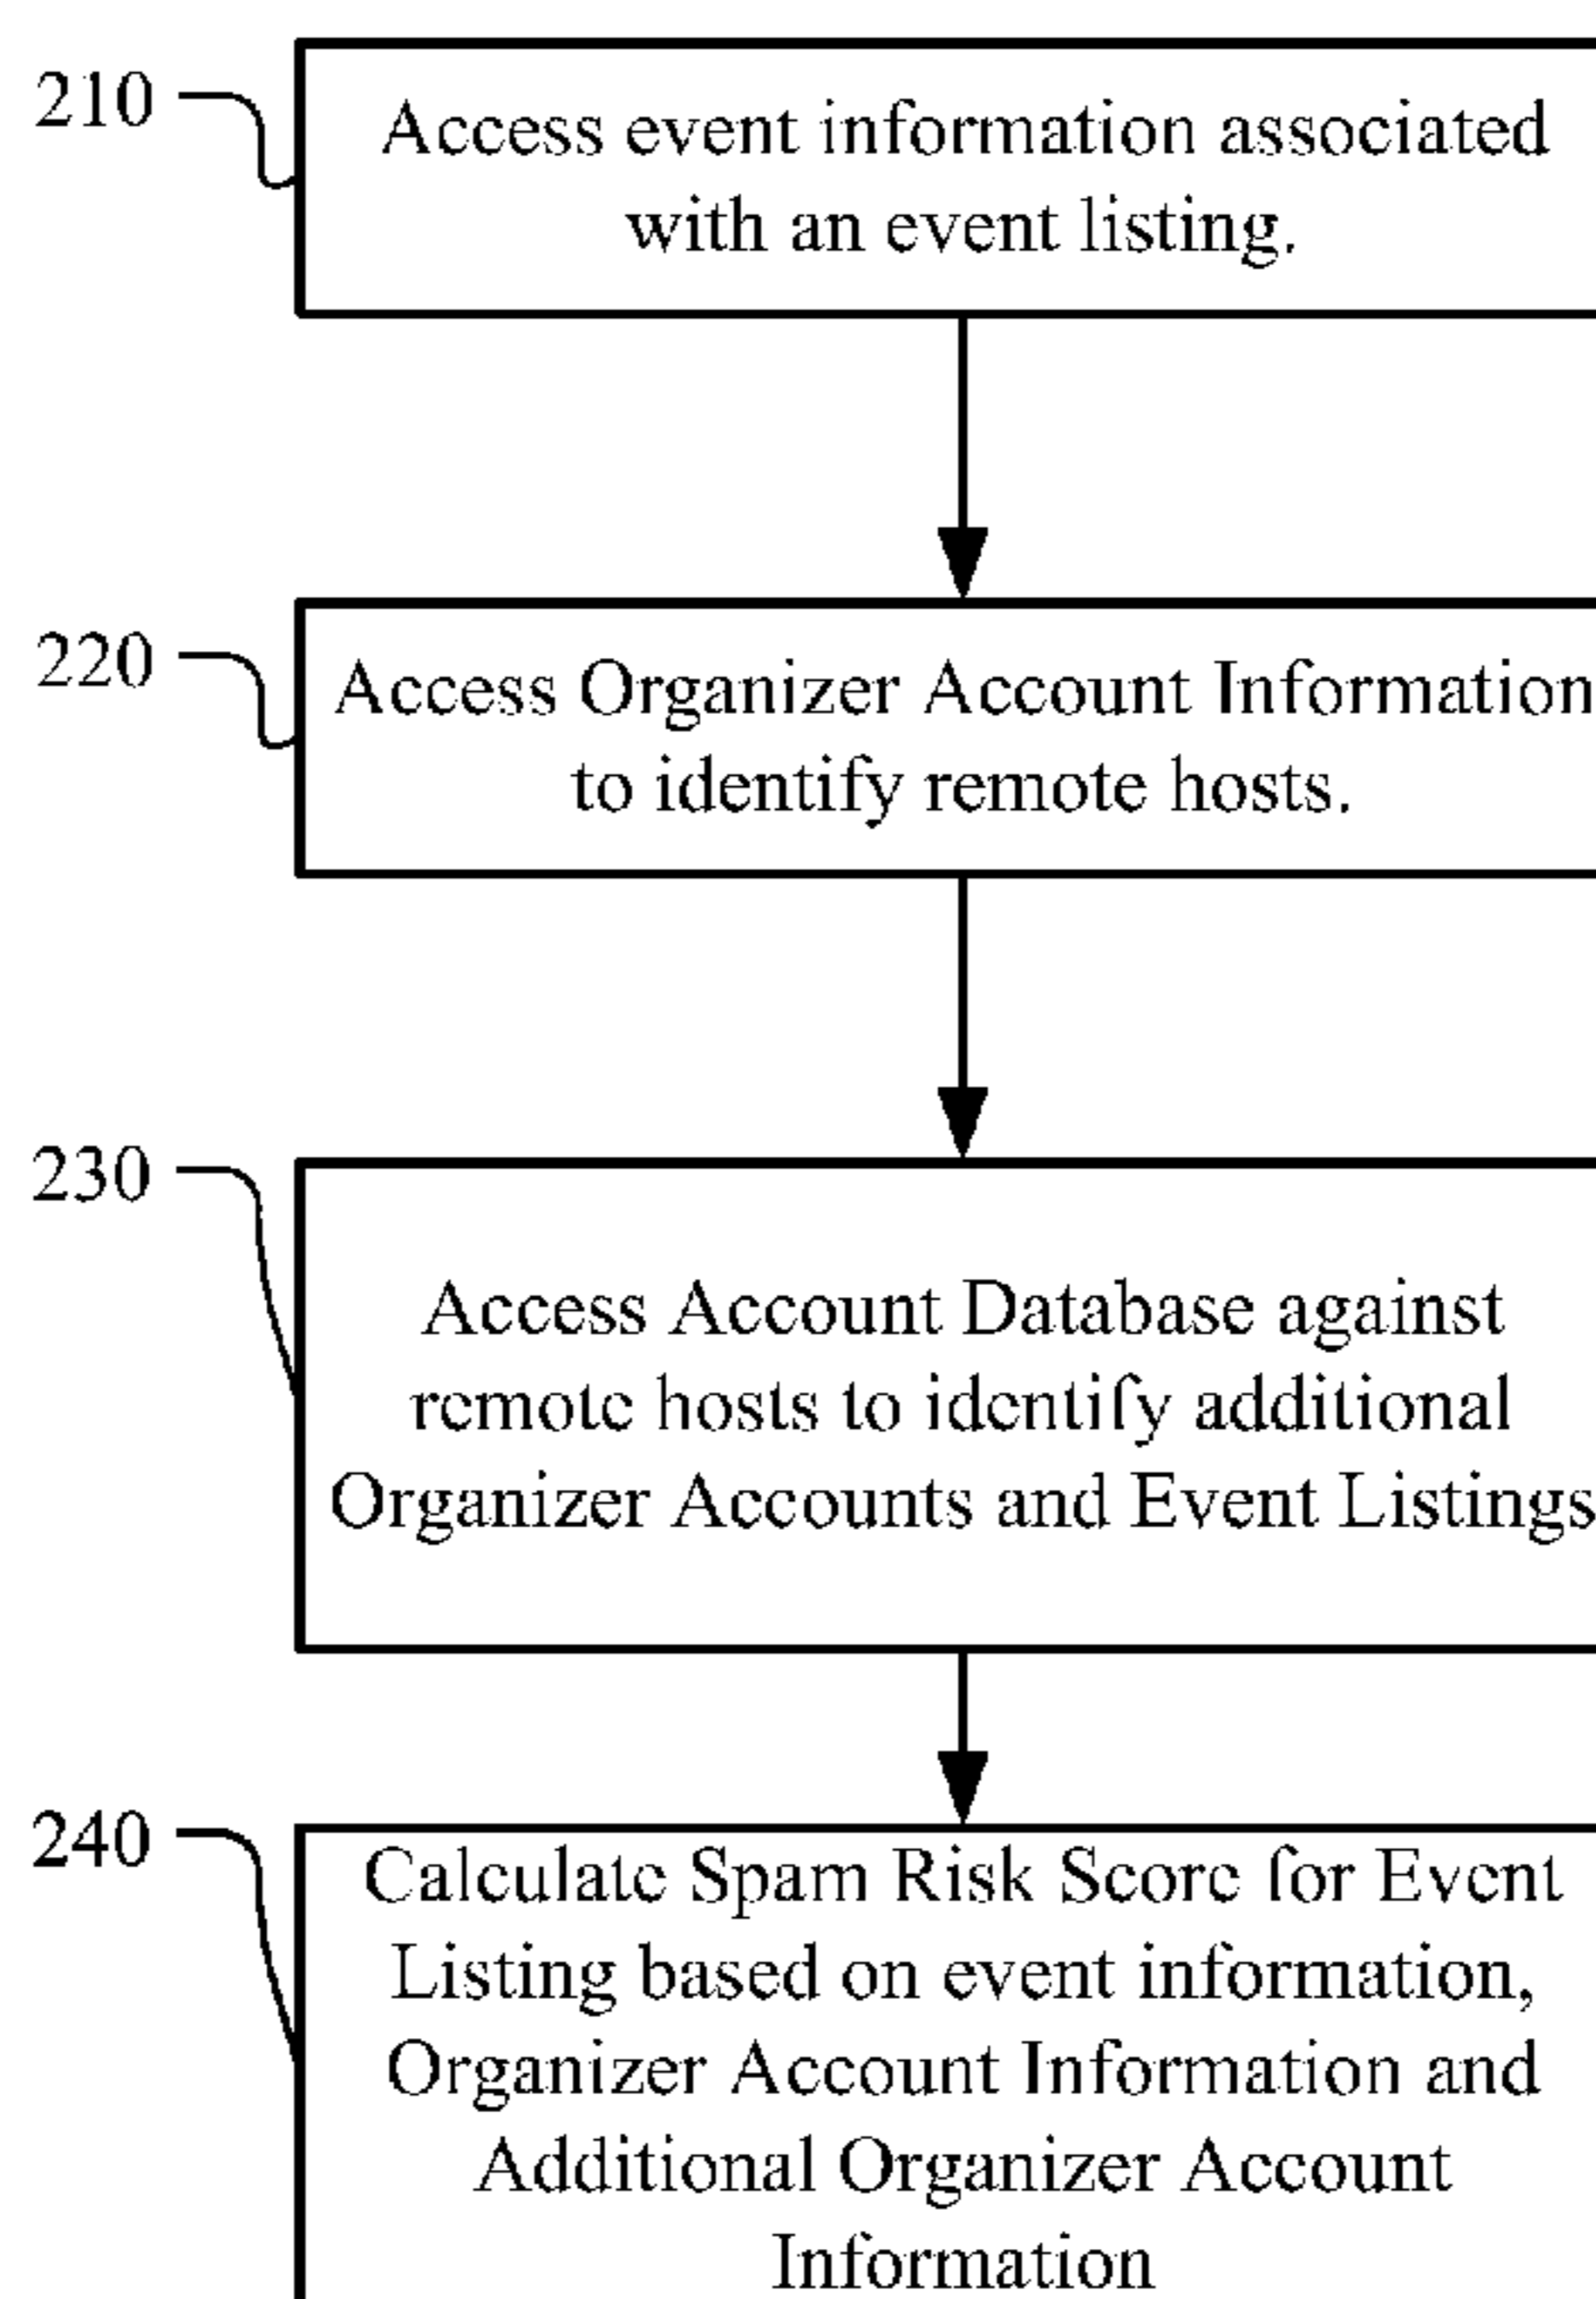 210
Access event information associated
with an event listing.
220
Access Organizer Account Information
to identify remote hosts.
230
Access Account Database against
remote hosts to identify additional
Organizer Accounts and Event Listings
240
Calculate Spam Risk Score for Event
Listing based on event information,
Organizer Account Information and
Additional Organizer Account
Information